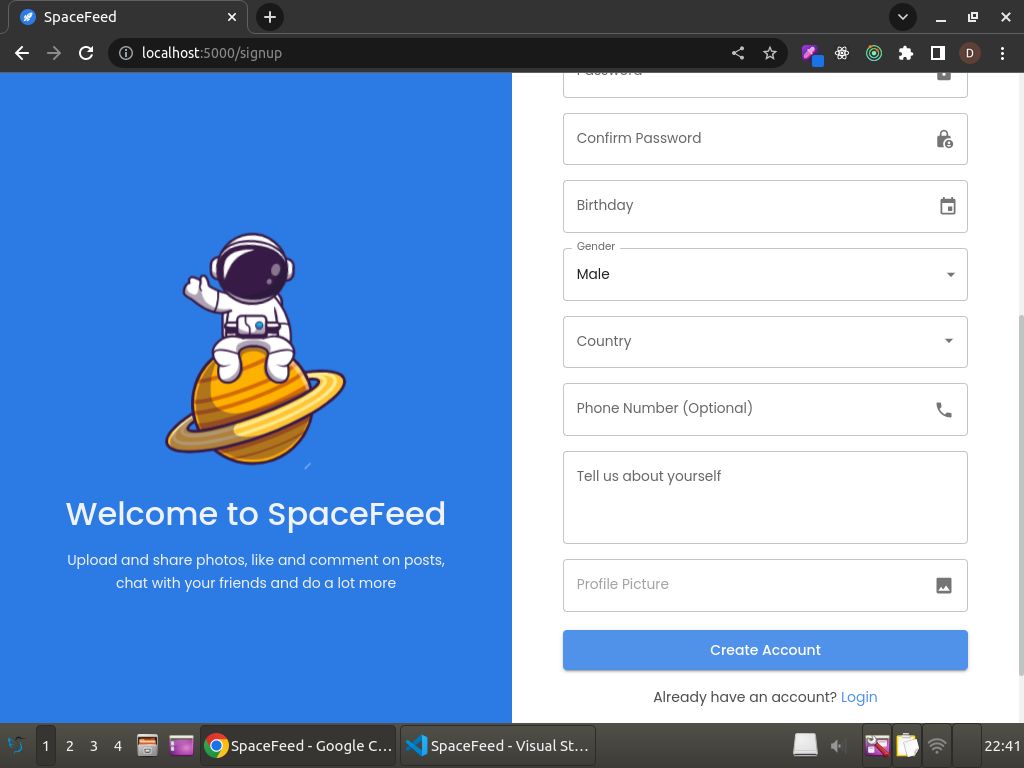 SpaceFeed
localhost:5000/signup
D
Password
Confirm Password
Birthday
Gender
Male
Country
Phone Number (Optional)
Tell us about yourself
Profile Picture
Create Account
Already have an account? Login
Welcome to SpaceFeed
Upload and share photos, like and comment on posts,
chat with your friends and do a lot more
1 2 3 4 SpaceFeed - Google C... SpaceFeed - Visual St... 22:41